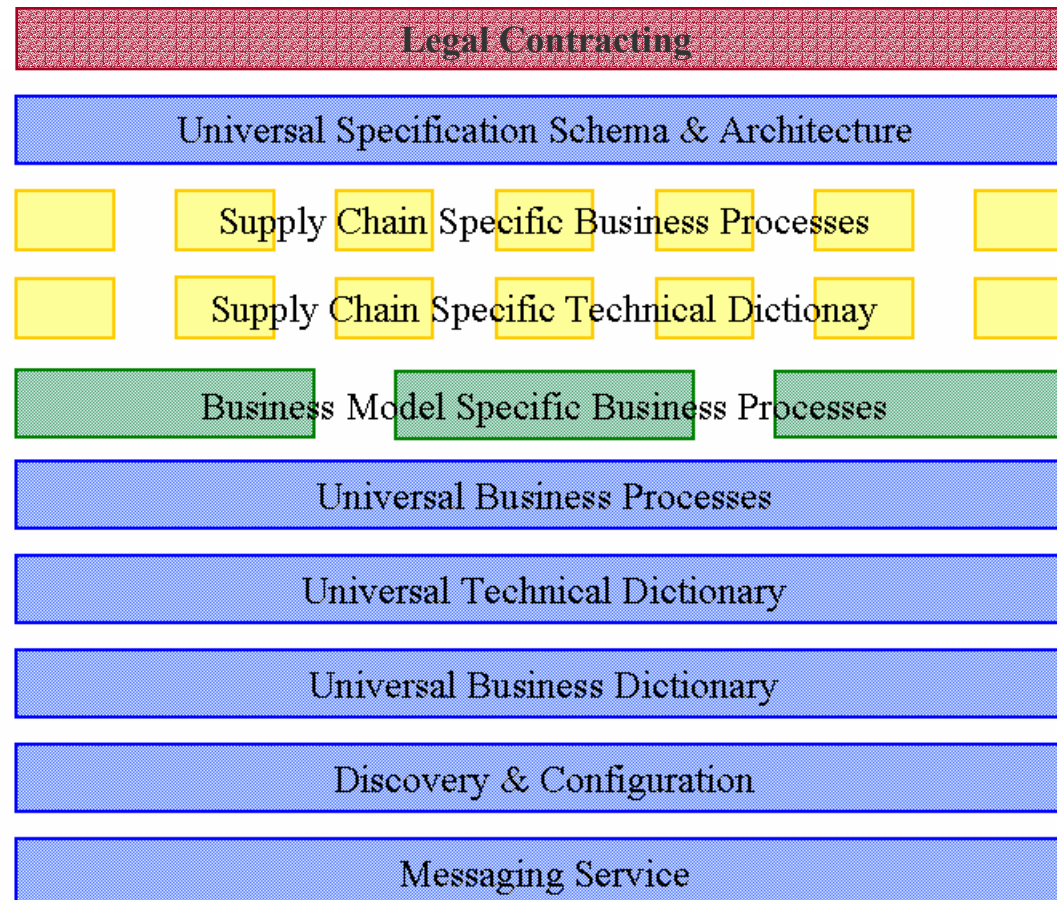 Legal Contracting
Universal Specification Schema & Architecture
Supply Chain Specific Business Processes
Supply Chain Specific Technical Dictionay
Business Model Specific Business Processes
Universal Business Processes
Universal Technical Dictionary
Universal Business Dictionary
Discovery & Configuration
Messaging Service